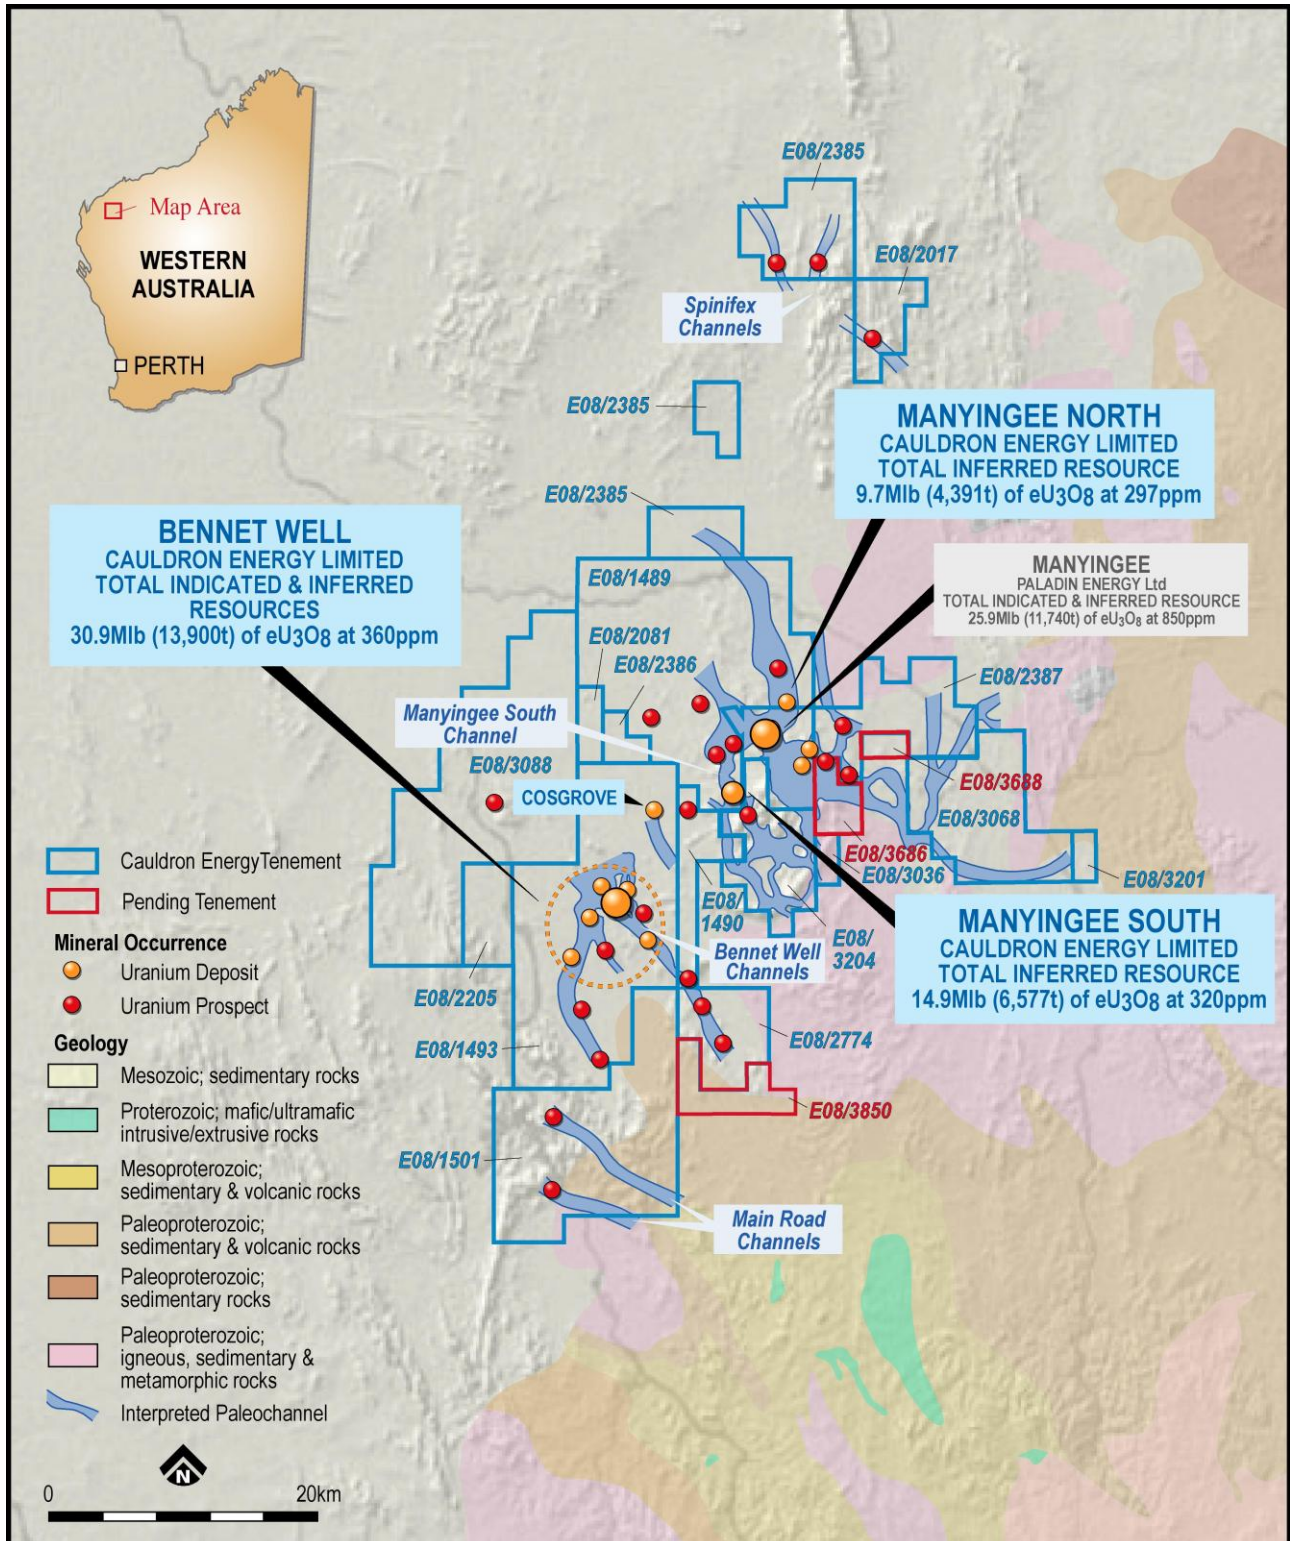 Map Area
WESTERN
AUSTRALIA
PERTH
E08/2385
E08/2017
Spinifex
Channels
E08/2385
MANYINGEE NORTH
CAULDRON ENERGY LIMITED
TOTAL INFERRED RESOURCE
9.7Mlb (4,391t) of eU3O8 at 297ppm
E08/2385
BENNET WELL
CAULDRON ENERGY LIMITED
TOTAL INDICATED & INFERRED
RESOURCES
30.9Mlb (13,900t) of eU3O8 at 360ppm
MANYINGEE
PALADIN ENERGY Ltd
TOTAL INDICATED & INFERRED RESOURCE
25.9Mlb (11,740t) of eU3O8 at 850ppm
E08/1489
E08/2081
E08/2386
E08/2387
Manyingee South
Channel
E08/3088
COSGROVE
E08/3688
E08/3068
E08/3686
E08/3036
E08/3201
E08/
1490
E08/
3204
Bennet Well
Channels
MANYINGEE SOUTH
CAULDRON ENERGY LIMITED
TOTAL INFERRED RESOURCE
14.9Mlb (6,577t) of eU3O8 at 320ppm
E08/2205
E08/1493
E08/2774
E08/3850
E08/1501
Main Road
Channels
Cauldron EnergyTenement
Pending Tenement
Mineral Occurrence
Uranium Deposit
Uranium Prospect
Geology
Mesozoic; sedimentary rocks
Proterozoic; mafic/ultramafic
intrusive/extrusive rocks
Mesoproterozoic;
sedimentary & volcanic rocks
Paleoproterozoic;
sedimentary & volcanic rocks
Paleoproterozoic;
sedimentary rocks
Paleoproterozoic;
igneous, sedimentary &
metamorphic rocks
Interpreted Paleochannel
N
0 20km